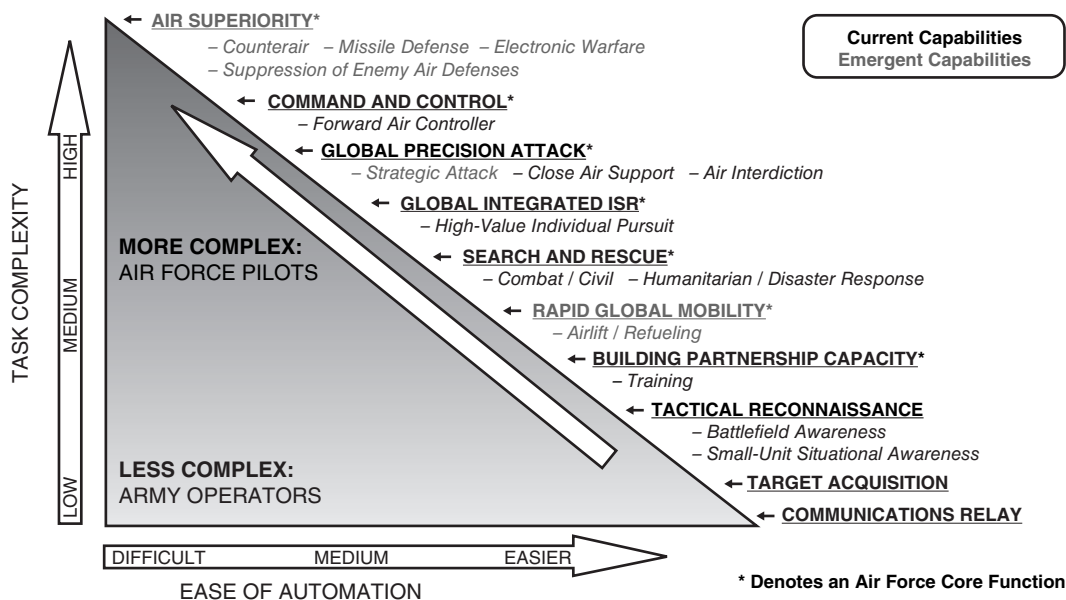 ← AIR SUPERIORITY*
– Counterair – Missile Defense – Electronic Warfare
– Suppression of Enemy Air Defenses
Current Capabilities
Emergent Capabilities
← COMMAND AND CONTROL*
– Forward Air Controller
← GLOBAL PRECISION ATTACK*
– Strategic Attack – Close Air Support – Air Interdiction
← GLOBAL INTEGRATED ISR*
– High-Value Individual Pursuit
← SEARCH AND RESCUE*
– Combat / Civil – Humanitarian / Disaster Response
← RAPID GLOBAL MOBILITY*
– Airlift / Refueling
← BUILDING PARTNERSHIP CAPACITY*
– Training
← TACTICAL RECONNAISSANCE
– Battlefield Awareness
– Small-Unit Situational Awareness
← TARGET ACQUISITION
← COMMUNICATIONS RELAY
TASK COMPLEXITY
HIGH
MEDIUM
LOW
MORE COMPLEX:
AIR FORCE PILOTS
LESS COMPLEX:
ARMY OPERATORS
DIFFICULT MEDIUM EASIER
EASE OF AUTOMATION
* Denotes an Air Force Core Function